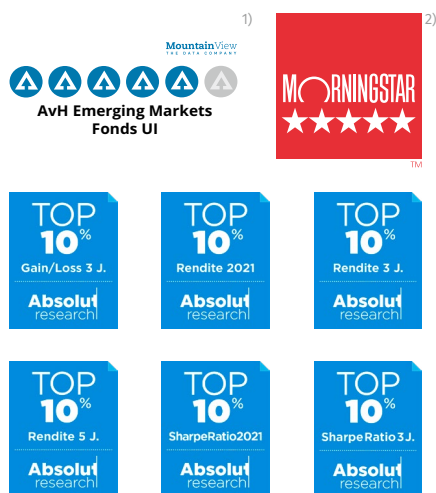 1)
2)
MountainView
THE DATA COMPANY
AvH Emerging Markets
Fonds UI
MORNINGSTAR
TM
TOP
10%
Gain/Loss 3 J.
Absolut
research
TOP
10%
Rendite 2021
Absolut
research
TOP
10%
Rendite 3 J.
Absolut
research
TOP
10%
Rendite 5 J.
Absolut
research
TOP
10%
SharpeRatio2021
Absolut
research
TOP
10%
Sharpe Ratio 3 J.
Absolut
research